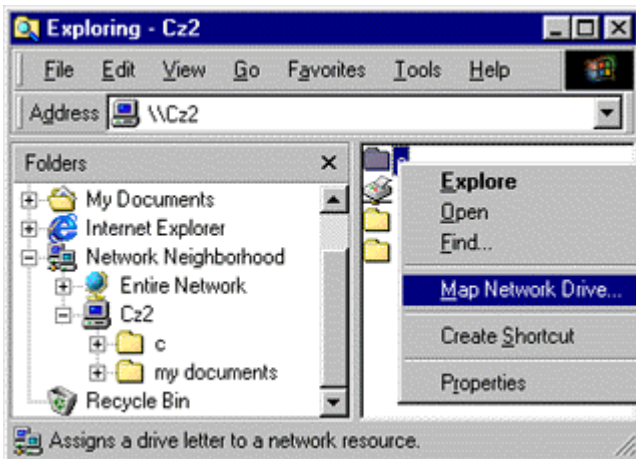 Exploring - Cz2
File Edit View Go Favorites Tools Help
Address \\Cz2
Folders
My Documents
Internet Explorer
Network Neighborhood
Entire Network
Cz2
c
my documents
Recycle Bin
Explore
Open
Find...
Map Network Drive...
Create Shortcut
Properties
Assigns a drive letter to a network resource.